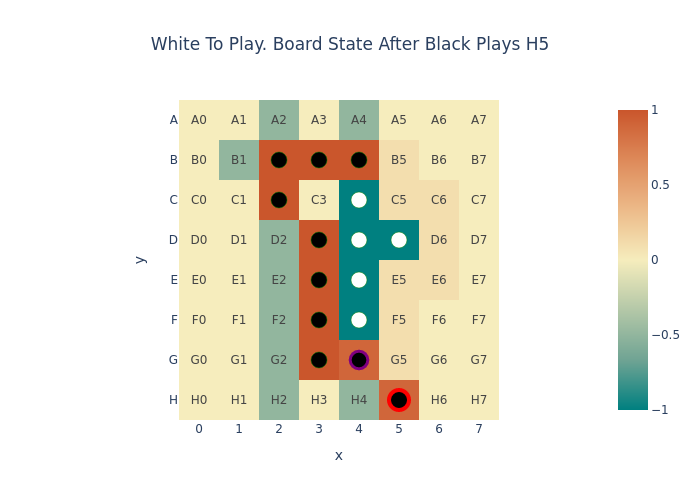 White To Play. Board State After Black Plays H5
A A0 A1 A2 A3 A4 A5 A6 A7
B B0 B1 B5 B6 B7
C C0 C1 C3 C5 C6 C7
D D0 D1 D2 D6 D7
E E0 E1 E2 E5 E6 E7
F F0 F1 F2 F5 F6 F7
G G0 G1 G2 G5 G6 G7
H H0 H1 H2 H3 H4 H6 H7
0 1 2 3 4 5 6 7
x
y
1
0.5
0
−0.5
−1